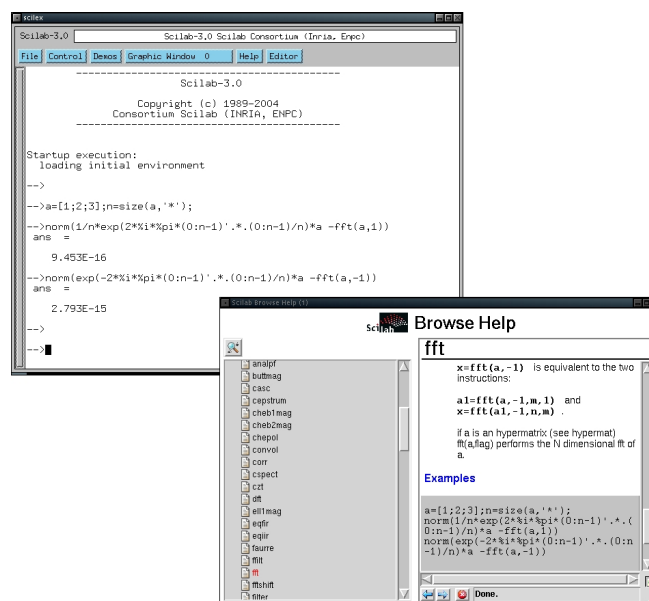 scilex
Scilab-3.0
Scilab-3.0 Scilab Consortium (Inria, Enpc)
File Control Demos Graphic Window 0 Help Editor
-------------------------------------------
Scilab-3.0
Copyright (c) 1989-2004
Consortium Scilab (INRIA, ENPC)
-------------------------------------------
Startup execution:
loading initial environment
-->
-->a=[1;2;3];n=size(a,'*');
-->norm(1/n*exp(2*%i*%pi*(0:n-1)'.*.(0:n-1)/n)*a -fft(a,1))
ans =
9.453E-16
-->norm(exp(-2*%i*%pi*(0:n-1)'.*.(0:n-1)/n)*a -fft(a,-1))
ans =
2.793E-15
-->
-->
Scilab Browse Help (1)
Scilab
Browse Help
analpf
buttmag
casc
cepstrum
cheb1mag
cheb2mag
chepol
convol
corr
cspect
czt
dft
ell1mag
eqfir
eqiir
faurre
ffilt
fft
fftshift
filter
fft
x=fft(a,-1) is equivalent to the two
instructions:
a1=fft(a,-1,m,1) and
x=fft(a1,-1,n,m) .
if a is an hypermatrix (see hypermat)
fft(a,flag) performs the N dimensional fft of
a.
Examples
a=[1;2;3];n=size(a,'*');
norm(1/n*exp(2*%i*%pi*(0:n-1)'.*.(
0:n-1)/n)*a -fft(a,1))
norm(exp(-2*%i*%pi*(0:n-1)'.*.(0:n
-1)/n)*a -fft(a,-1))
Done.